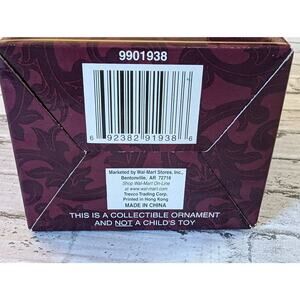 9901938
6 92382 91938 6
Marketed by Wal-Mart Stores, Inc.,
Bentonville, AR 72716
Shop Wal-Mart On-Line
at www.wal-mart.com
Trevco Trading Corp.
Printed in Hong Kong
MADE IN CHINA
THIS IS A COLLECTIBLE ORNAMENT
AND NOT A CHILD'S TOY